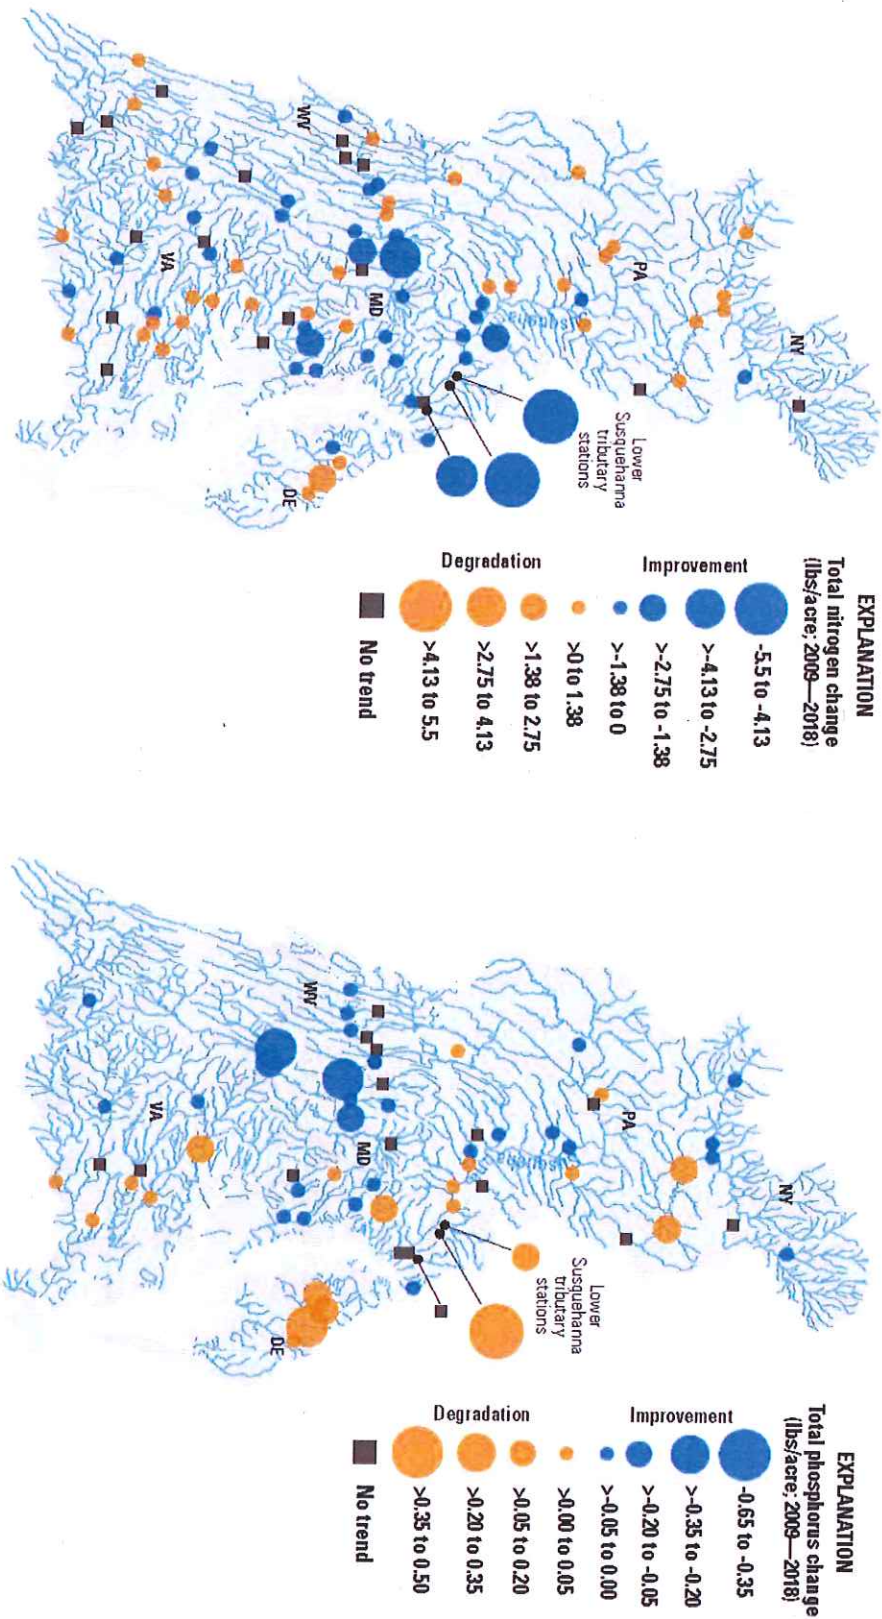 NY
PA
WV
MD
VA
DE
Lower
Susquehanna
tributary
stations
EXPLANATION
Total nitrogen change
(lbs/acre; 2009—2018)
Improvement
-5.5 to -4.13
>-4.13 to -2.75
>-2.75 to -1.38
>-1.38 to 0
Degradation
>0 to 1.38
>1.38 to 2.75
>2.75 to 4.13
>4.13 to 5.5
No trend
NY
PA
WV
MD
VA
DE
Lower
Susquehanna
tributary
stations
EXPLANATION
Total phosphorus change
(lbs/acre; 2009—2018)
Improvement
-0.65 to -0.35
>-0.35 to -0.20
>-0.20 to -0.05
>-0.05 to 0.00
Degradation
>0.00 to 0.05
>0.05 to 0.20
>0.20 to 0.35
>0.35 to 0.50
No trend